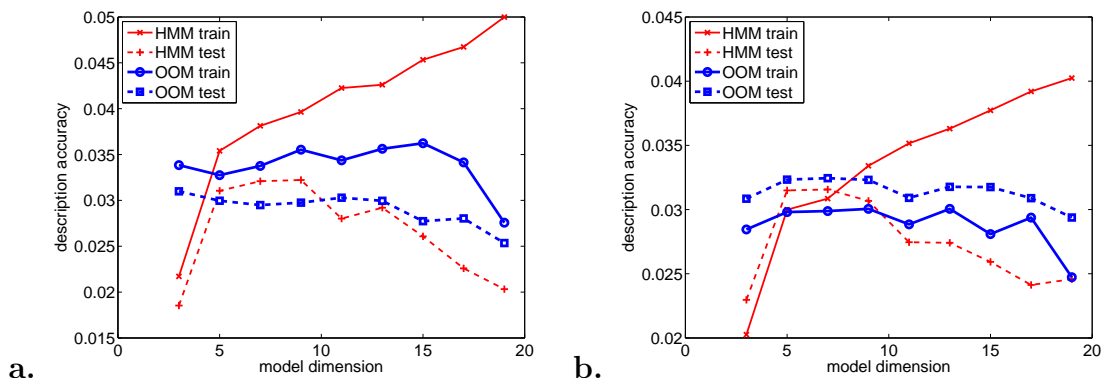 0.05
0.045
0.04
0.035
0.03
0.025
0.02
0.015
0 5 10 15 20
description accuracy
model dimension
HMM train
HMM test
OOM train
OOM test
a.
0.045
0.04
0.035
0.03
0.025
0.02
0 5 10 15 20
description accuracy
model dimension
HMM train
HMM test
OOM train
OOM test
b.